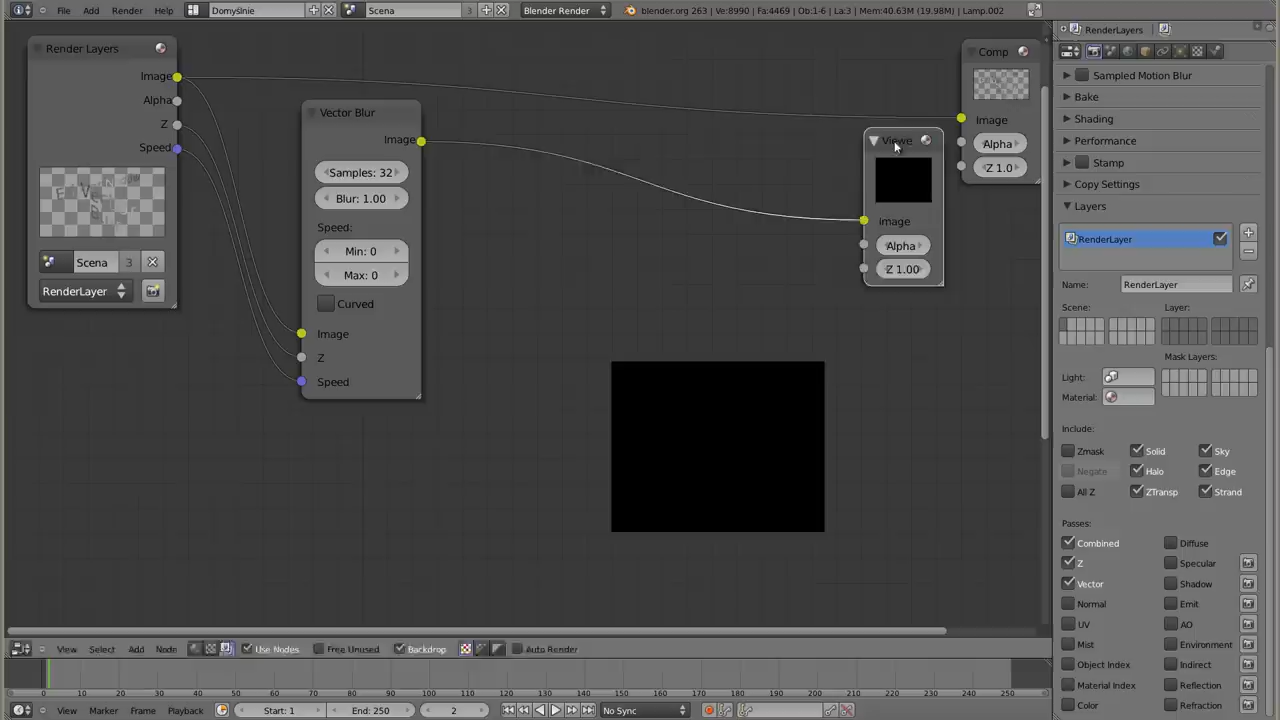 File Add Render Help Domyślnie Scena 3 Blender Render blender.org 263 | Ve:8990 | Fa:4469 | Ob:1-6 | La:3 | Mem:40.63M (19.98M) | Lamp.002
RenderLayers
Render Layers
Image
Alpha
Z
Speed
Scena 3
RenderLayer
Vector Blur
Image
Samples: 32
Blur: 1.00
Speed:
Min: 0
Max: 0
Curved
Image
Z
Speed
Viewe
Image
Alpha
Z 1.00
Comp
Image
Alpha
Z 1.0
Sampled Motion Blur
Bake
Shading
Performance
Stamp
Copy Settings
Layers
RenderLayer
Name: RenderLayer
Scene: Layer:
Mask Layers:
Light:
Material:
Include:
Zmask Solid Sky
Negate Halo Edge
All Z ZTransp Strand
Passes:
Combined Diffuse
Z Specular
Vector Shadow
Normal Emit
UV AO
Mist Environment
Object Index Indirect
Material Index Reflection
Color Refraction
View Select Add Node Use Nodes Free Unused Backdrop Auto Render
0 10 20 30 40 50 60 70 80 90 100 110 120 130 140 150 160 170 180 190 200 210 220 230 240 250
View Marker Frame Playback Start: 1 End: 250 2 No Sync